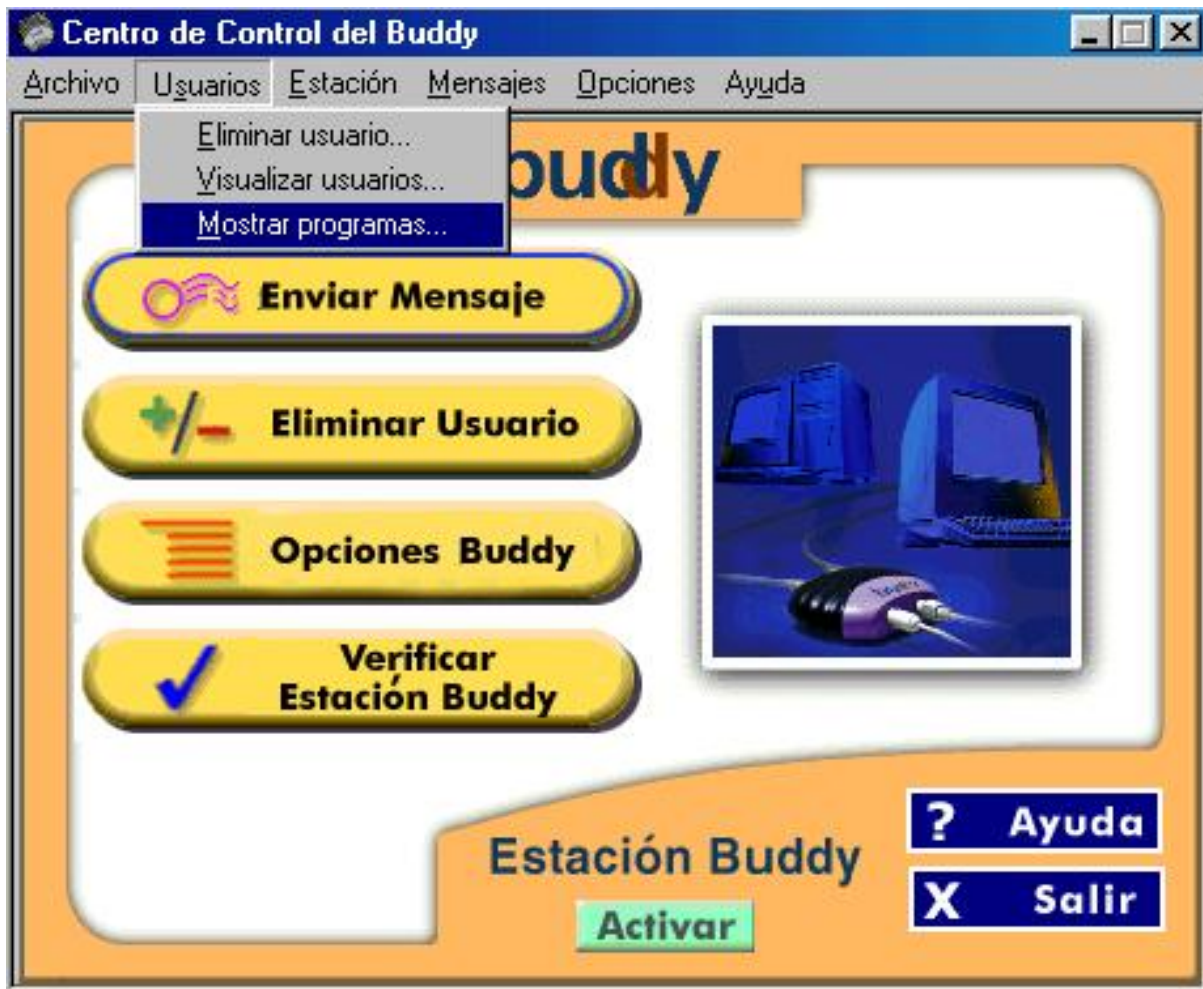 Centro de Control del Buddy
Archivo Usuarios Estación Mensajes Opciones Ayuda
Eliminar usuario...
Visualizar usuarios...
Mostrar programas...
buddy
Enviar Mensaje
+/- Eliminar Usuario
Opciones Buddy
Verificar
Estación Buddy
Estación Buddy
Activar
? Ayuda
X Salir